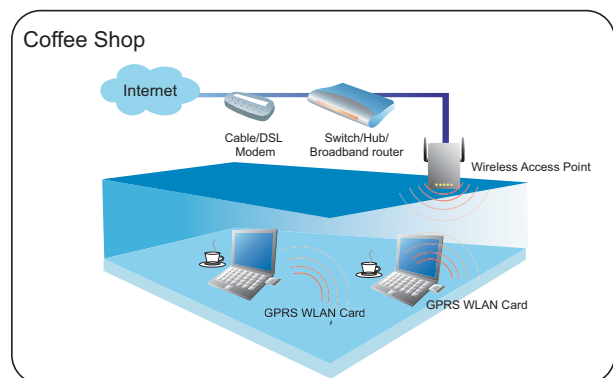 Coffee Shop
Internet
Cable/DSL
Modem
Switch/Hub/
Broadband router
Wireless Access Point
GPRS WLAN Card
GPRS WLAN Card